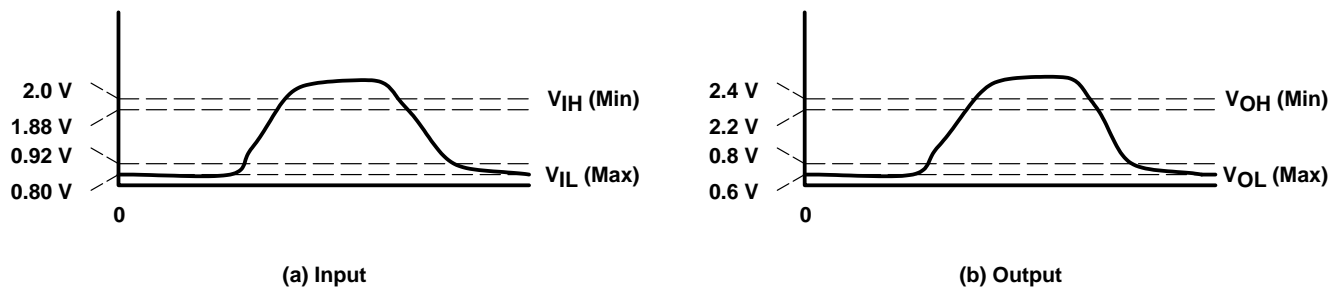 2.0 V
1.88 V
0.92 V
0.80 V
VIH (Min)
VIL (Max)
0
(a) Input
2.4 V
2.2 V
0.8 V
0.6 V
VOH (Min)
VOL (Max)
0
(b) Output